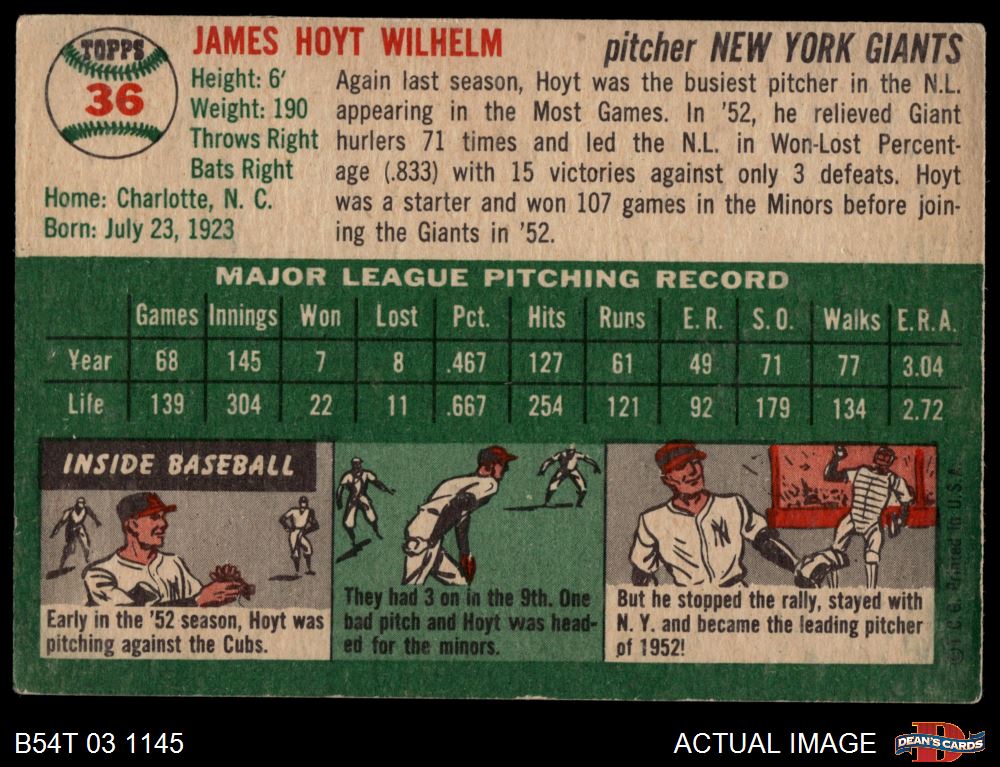 TOPPS
36
JAMES HOYT WILHELM
pitcher NEW YORK GIANTS
Height: 6'
Weight: 190
Throws Right
Bats Right
Home: Charlotte, N. C.
Born: July 23, 1923
Again last season, Hoyt was the busiest pitcher in the N.L.
appearing in the Most Games. In '52, he relieved Giant
hurlers 71 times and led the N.L. in Won-Lost Percent-
age (.833) with 15 victories against only 3 defeats. Hoyt
was a starter and won 107 games in the Minors before join-
ing the Giants in '52.
MAJOR LEAGUE PITCHING RECORD
Games Innings Won Lost Pct. Hits Runs E. R. S. O. Walks E.R.A.
Year 68 145 7 8 .467 127 61 49 71 77 3.04
Life 139 304 22 11 .667 254 121 92 179 134 2.72
INSIDE BASEBALL
Early in the '52 season, Hoyt was
pitching against the Cubs.
They had 3 on in the 9th. One
bad pitch and Hoyt was head-
ed for the minors.
NY
But he stopped the rally, stayed with
N. Y. and became the leading pitcher
of 1952!
© T. C. G. Printed in U. S. A.
B54T 03 1145
ACTUAL IMAGE
D
DEAN'S CARDS